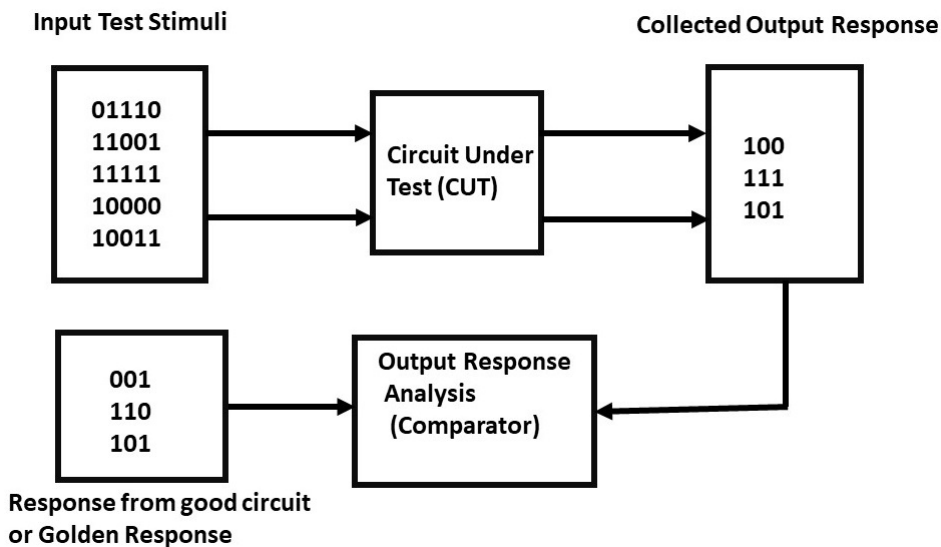 Input Test Stimuli
Collected Output Response
01110
11001
11111
10000
10011
Circuit Under
Test (CUT)
100
111
101
001
110
101
Output Response
Analysis
(Comparator)
Response from good circuit
or Golden Response